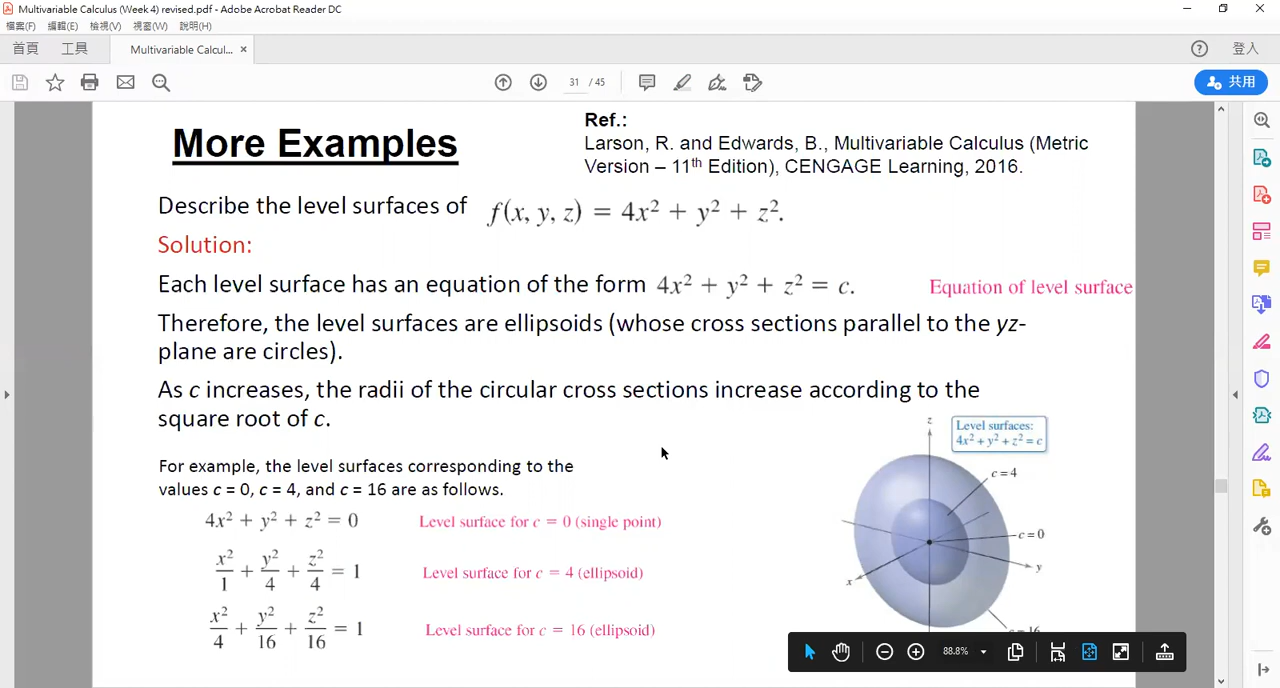 Multivariable Calculus (Week 4) revised.pdf - Adobe Acrobat Reader DC
檔案(F) 編輯(E) 檢視(V) 視窗(W) 說明(H)
首頁 工具 Multivariable Calcul... × 登入
31 / 45 共用
More Examples
Ref.:
Larson, R. and Edwards, B., Multivariable Calculus (Metric
Version – 11th Edition), CENGAGE Learning, 2016.
Describe the level surfaces of f(x, y, z) = 4x² + y² + z².
Solution:
Each level surface has an equation of the form 4x² + y² + z² = c. Equation of level surface
Therefore, the level surfaces are ellipsoids (whose cross sections parallel to the yz-
plane are circles).
As c increases, the radii of the circular cross sections increase according to the
square root of c.
For example, the level surfaces corresponding to the
values c = 0, c = 4, and c = 16 are as follows.
4x² + y² + z² = 0 Level surface for c = 0 (single point)
x²/1 + y²/4 + z²/4 = 1 Level surface for c = 4 (ellipsoid)
x²/4 + y²/16 + z²/16 = 1 Level surface for c = 16 (ellipsoid)
z
Level surfaces:
4x² + y² + z² = c
c = 4
c = 0
y
x
c = 16
88.8%